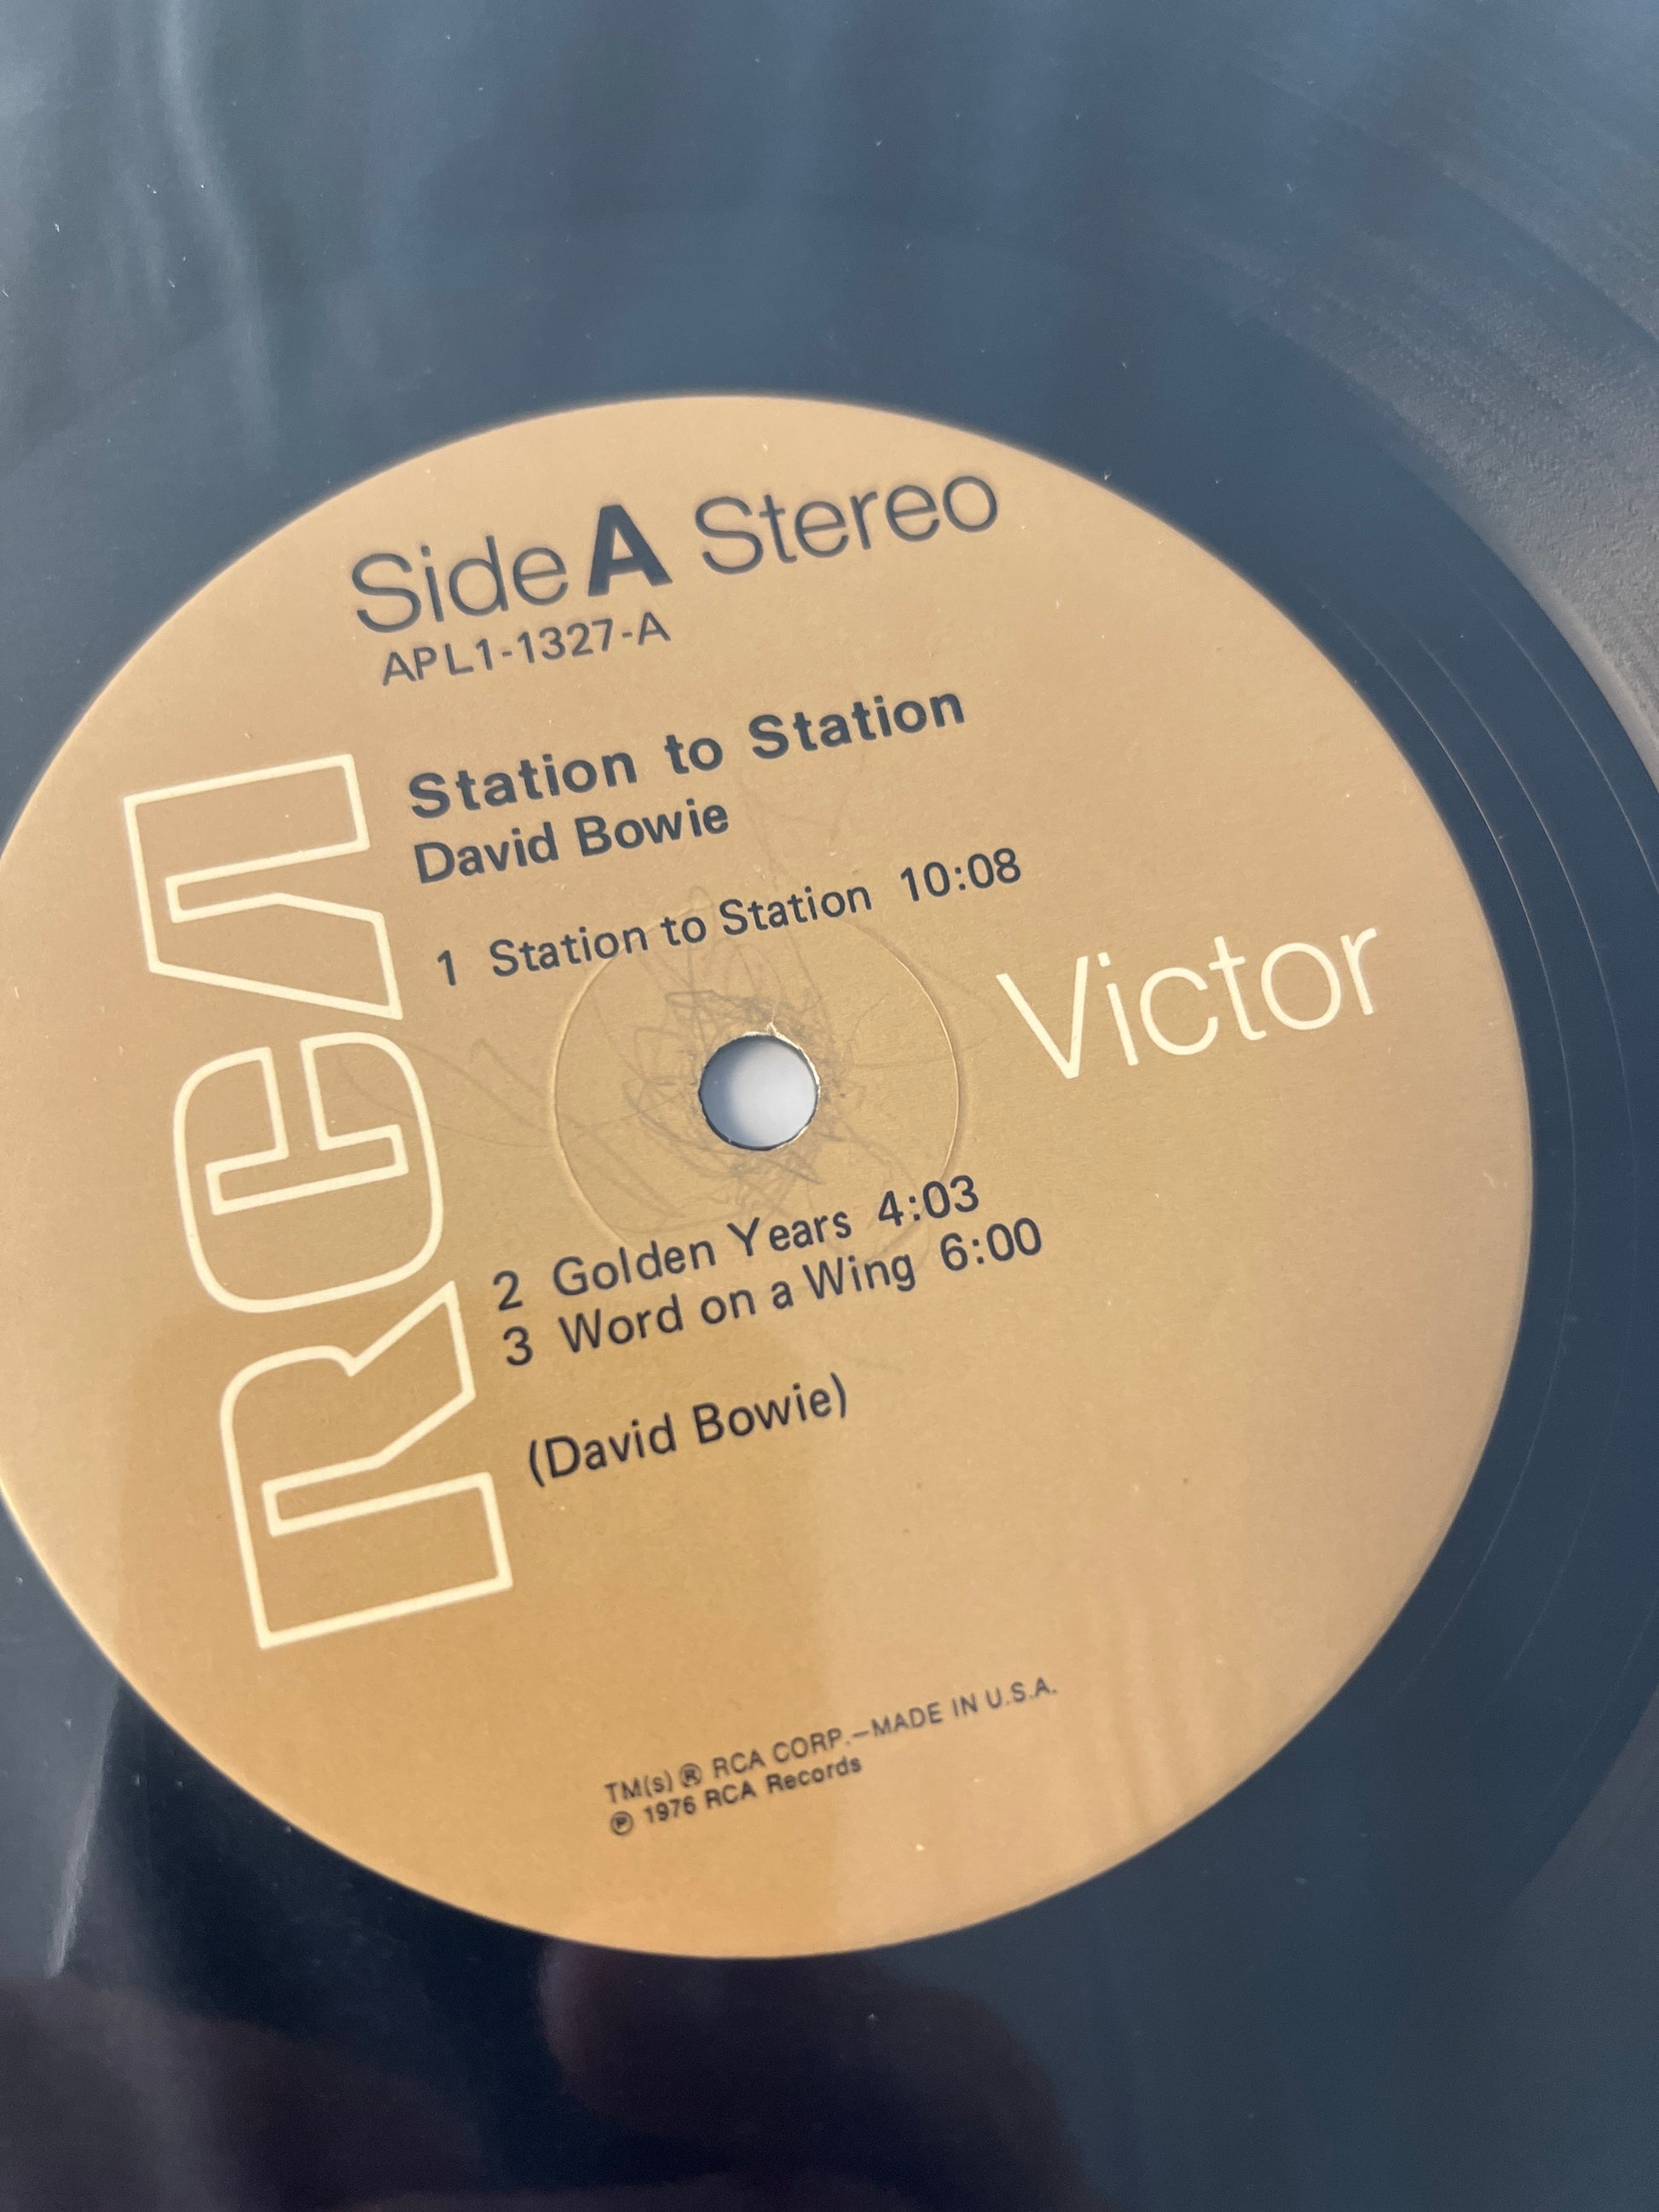 Side A Stereo
APL1-1327-A
Station to Station
David Bowie
1 Station to Station 10:08
RCA
Victor
2 Golden Years 4:03
3 Word on a Wing 6:00
(David Bowie)
TM(s) ® RCA CORP.—MADE IN U.S.A.
℗ 1976 RCA Records